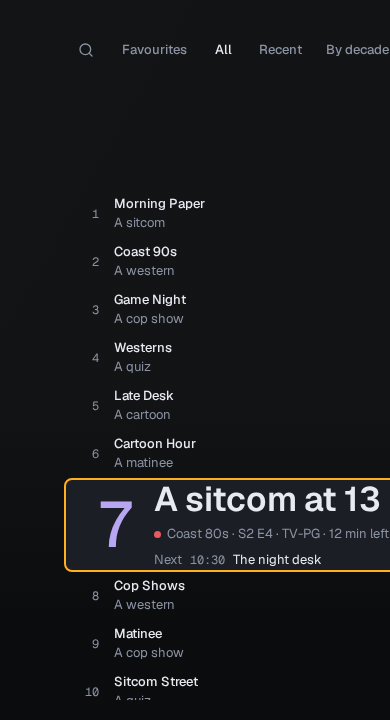 Favourites All Recent By decade
1 Morning Paper
A sitcom
2 Coast 90s
A western
3 Game Night
A cop show
4 Westerns
A quiz
5 Late Desk
A cartoon
6 Cartoon Hour
A matinee
7 A sitcom at 13
Coast 80s · S2 E4 · TV-PG · 12 min left
Next 10:30 The night desk
8 Cop Shows
A western
9 Matinee
A cop show
10 Sitcom Street
A quiz